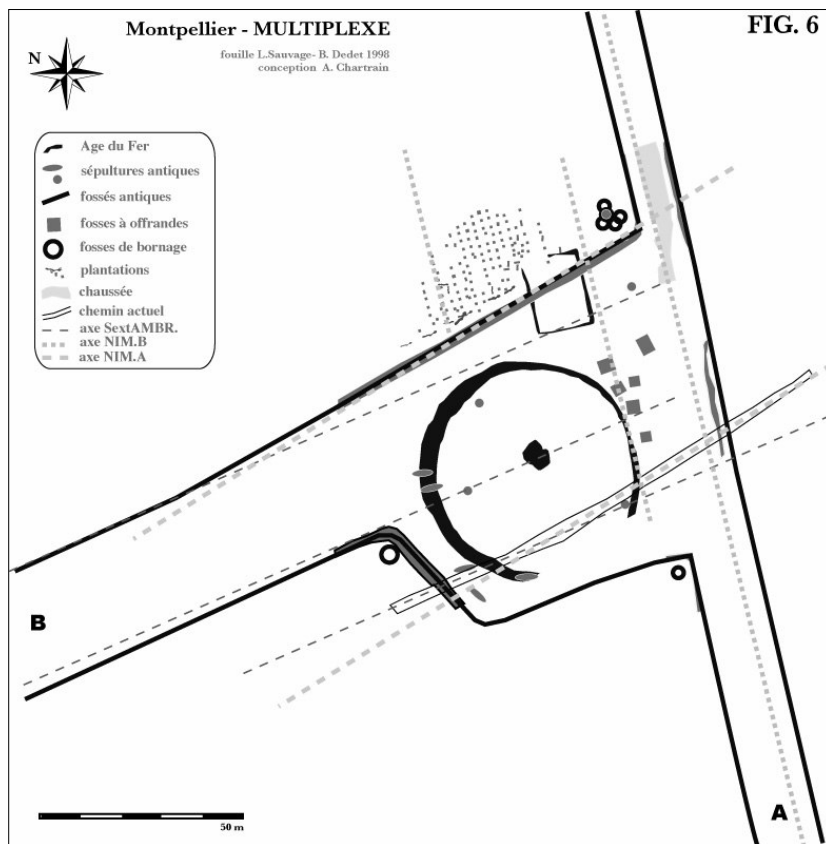 Montpellier - MULTIPLEXE
FIG. 6
fouille L.Sauvage- B. Dedet 1998
conception A. Chartrain
N
Age du Fer
sépultures antiques
fossés antiques
fosses à offrandes
fosses de bornage
plantations
chaussée
chemin actuel
axe SextAMBR.
axe NIM.B
axe NIM.A
B
A
50 m